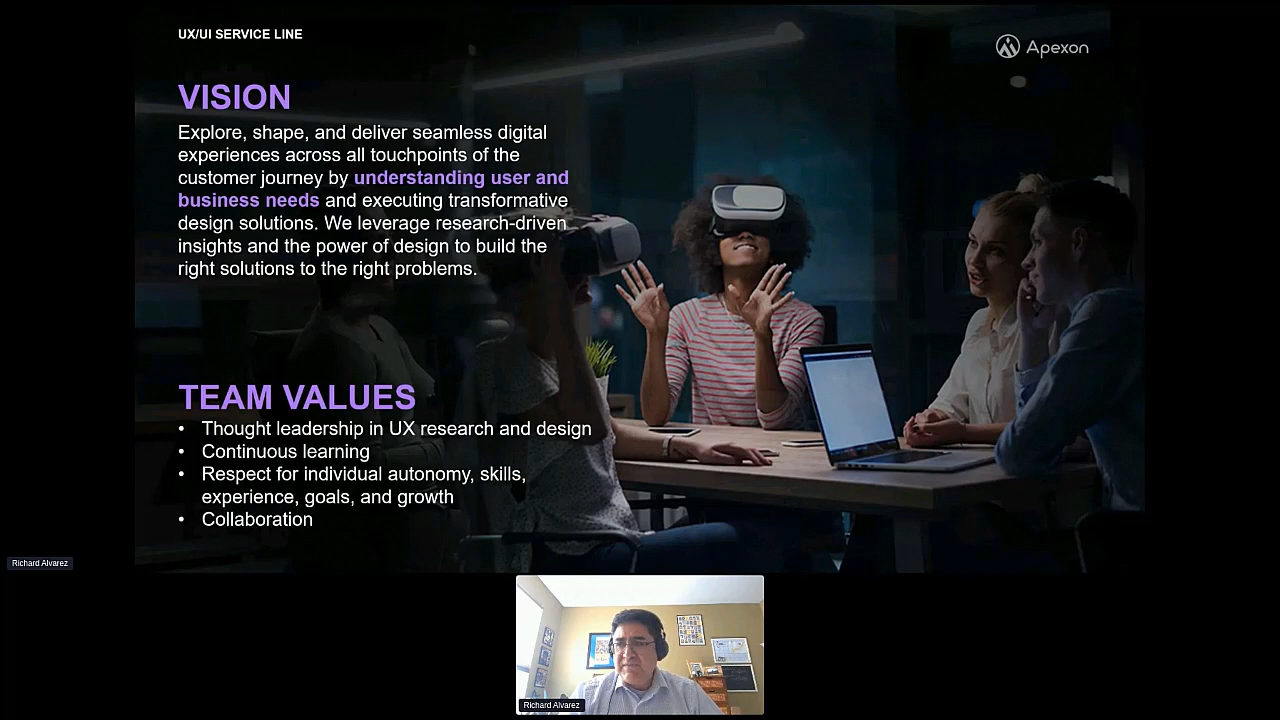 UX/UI SERVICE LINE
Apexon
VISION
Explore, shape, and deliver seamless digital
experiences across all touchpoints of the
customer journey by understanding user and
business needs and executing transformative
design solutions. We leverage research-driven
insights and the power of design to build the
right solutions to the right problems.
TEAM VALUES
• Thought leadership in UX research and design
• Continuous learning
• Respect for individual autonomy, skills,
experience, goals, and growth
• Collaboration
Richard Alvarez
Richard Alvarez